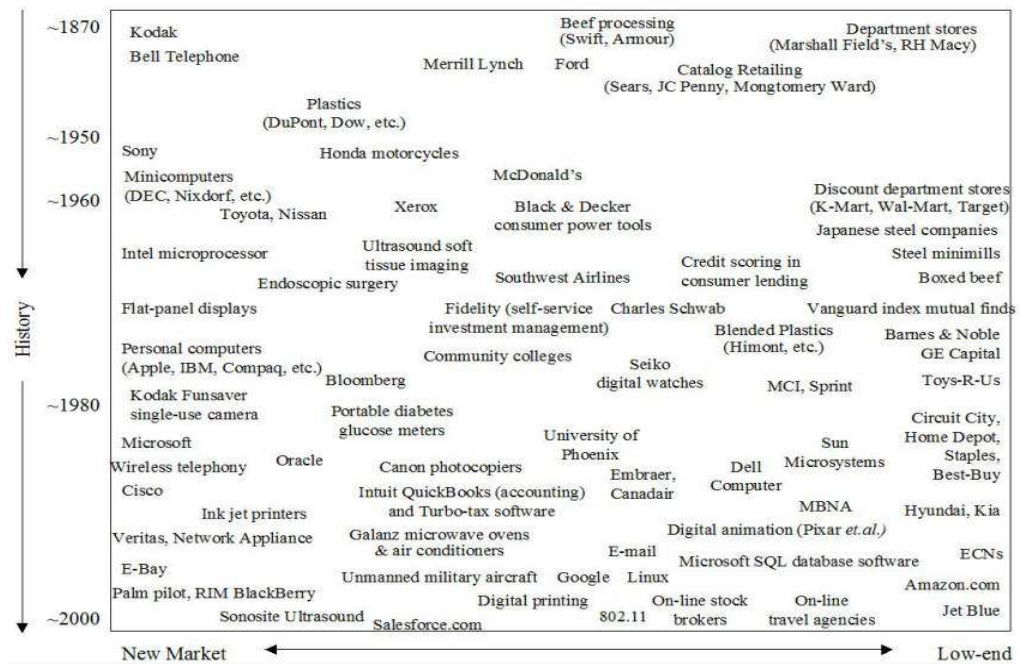 ~1870
Kodak
Beef processing
(Swift, Armour)
Department stores
(Marshall Field's, RH Macy)
Bell Telephone
Merrill Lynch
Ford
Catalog Retailing
(Sears, JC Penny, Mongtomery Ward)
Plastics
(DuPont, Dow, etc.)
~1950
Sony
Honda motorcycles
Minicomputers
(DEC, Nixdorf, etc.)
McDonald's
Discount department stores
(K-Mart, Wal-Mart, Target)
~1960
Toyota, Nissan
Xerox
Black & Decker
consumer power tools
Japanese steel companies
Intel microprocessor
Ultrasound soft
tissue imaging
Steel minimills
Credit scoring in
consumer lending
Endoscopic surgery
Southwest Airlines
Boxed beef
Flat-panel displays
Fidelity (self-service
investment management)
Charles Schwab
Vanguard index mutual finds
Blended Plastics
(Himont, etc.)
Barnes & Noble
GE Capital
History
Personal computers
(Apple, IBM, Compaq, etc.)
Community colleges
Seiko
digital watches
Bloomberg
MCI, Sprint
Toys-R-Us
~1980
Kodak Funsaver
single-use camera
Portable diabetes
glucose meters
Circuit City,
Home Depot,
Staples,
Best-Buy
Microsoft
University of
Phoenix
Sun
Microsystems
Wireless telephony
Oracle
Canon photocopiers
Embraer,
Canadair
Dell
Computer
Cisco
Intuit QuickBooks (accounting)
and Turbo-tax software
MBNA
Hyundai, Kia
Ink jet printers
Veritas, Network Appliance
Galanz microwave ovens
& air conditioners
Digital animation (Pixar et.al.)
E-mail
Microsoft SQL database software
ECNs
E-Bay
Unmanned military aircraft
Google
Linux
Amazon.com
Palm pilot, RIM BlackBerry
Digital printing
On-line stock
brokers
On-line
travel agencies
Jet Blue
~2000
Sonosite Ultrasound
Salesforce.com
802.11
New Market
Low-end